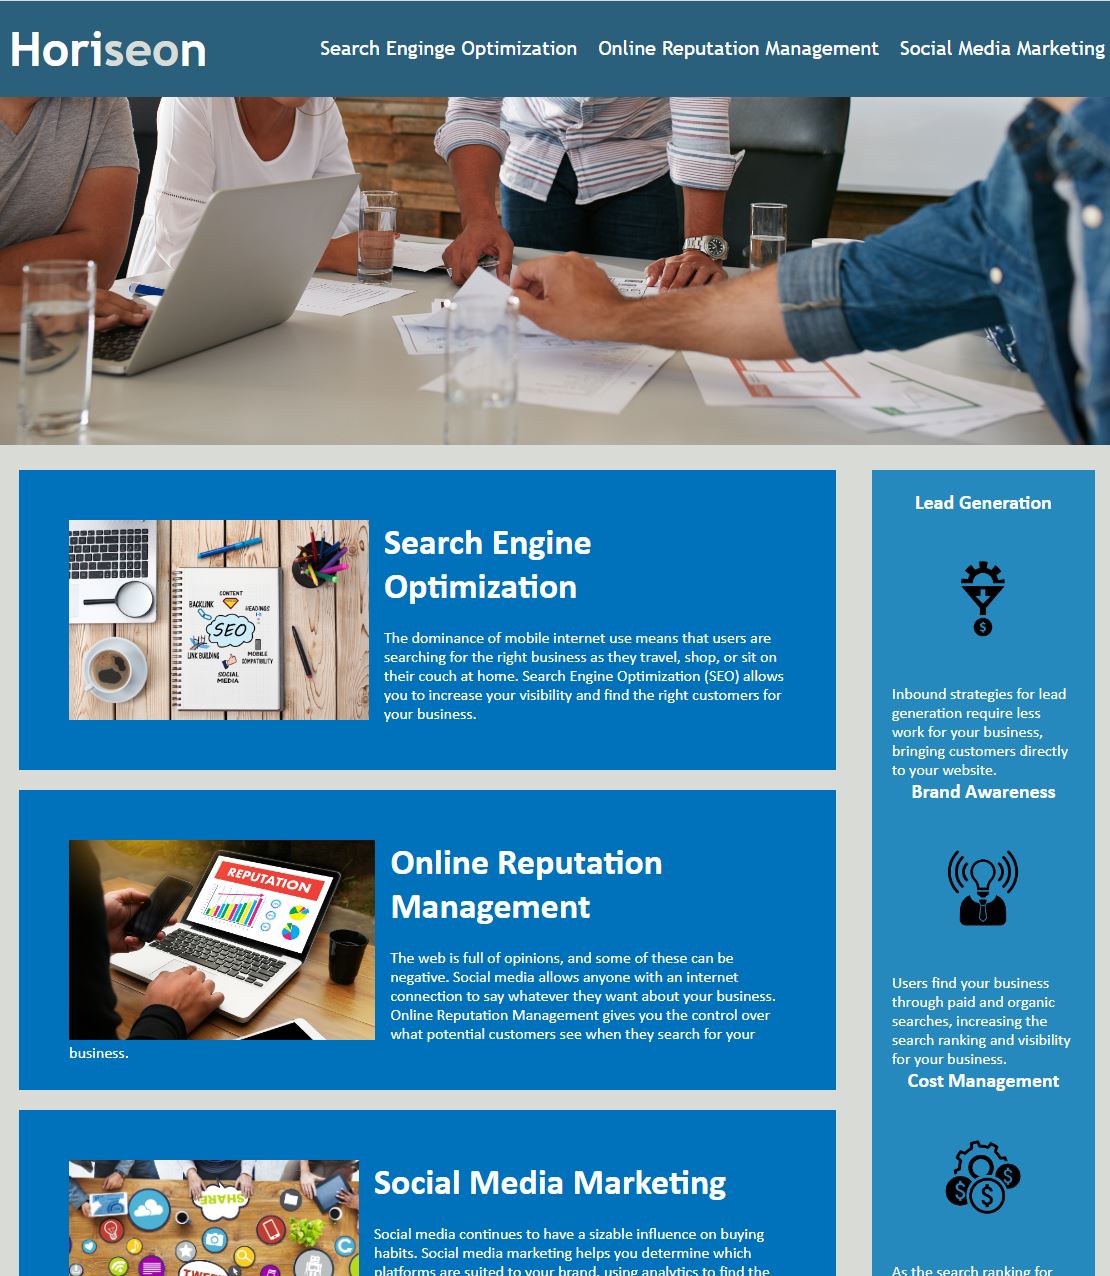 Horiseon
Search Enginge Optimization
Online Reputation Management
Social Media Marketing
Search Engine
Optimization
The dominance of mobile internet use means that users are
searching for the right business as they travel, shop, or sit on
their couch at home. Search Engine Optimization (SEO) allows
you to increase your visibility and find the right customers for
your business.
CONTENT
BACKLINK
HEADINGS
SEO
LINK BUILDING
MOBILE
COMPATIBILITY
SOCIAL
MEDIA
Online Reputation
Management
The web is full of opinions, and some of these can be
negative. Social media allows anyone with an internet
connection to say whatever they want about your business.
Online Reputation Management gives you the control over
what potential customers see when they search for your
business.
REPUTATION
Social Media Marketing
Social media continues to have a sizable influence on buying
habits. Social media marketing helps you determine which
platforms are suited to your brand, using analytics to find the
SHARE
Lead Generation
$
Inbound strategies for lead
generation require less
work for your business,
bringing customers directly
to your website.
Brand Awareness
Users find your business
through paid and organic
searches, increasing the
search ranking and visibility
for your business.
Cost Management
$ $ $
As the search ranking for